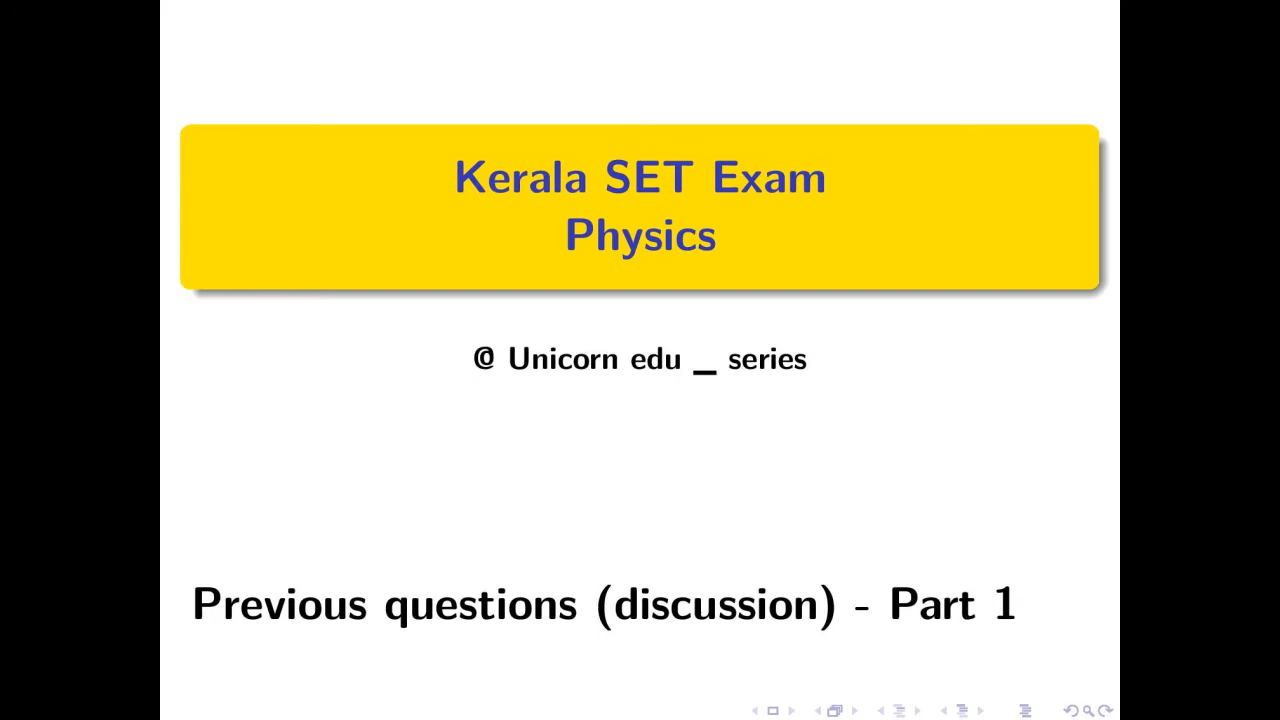 Kerala SET Exam
Physics
@ Unicorn edu _ series
Previous questions (discussion) - Part 1